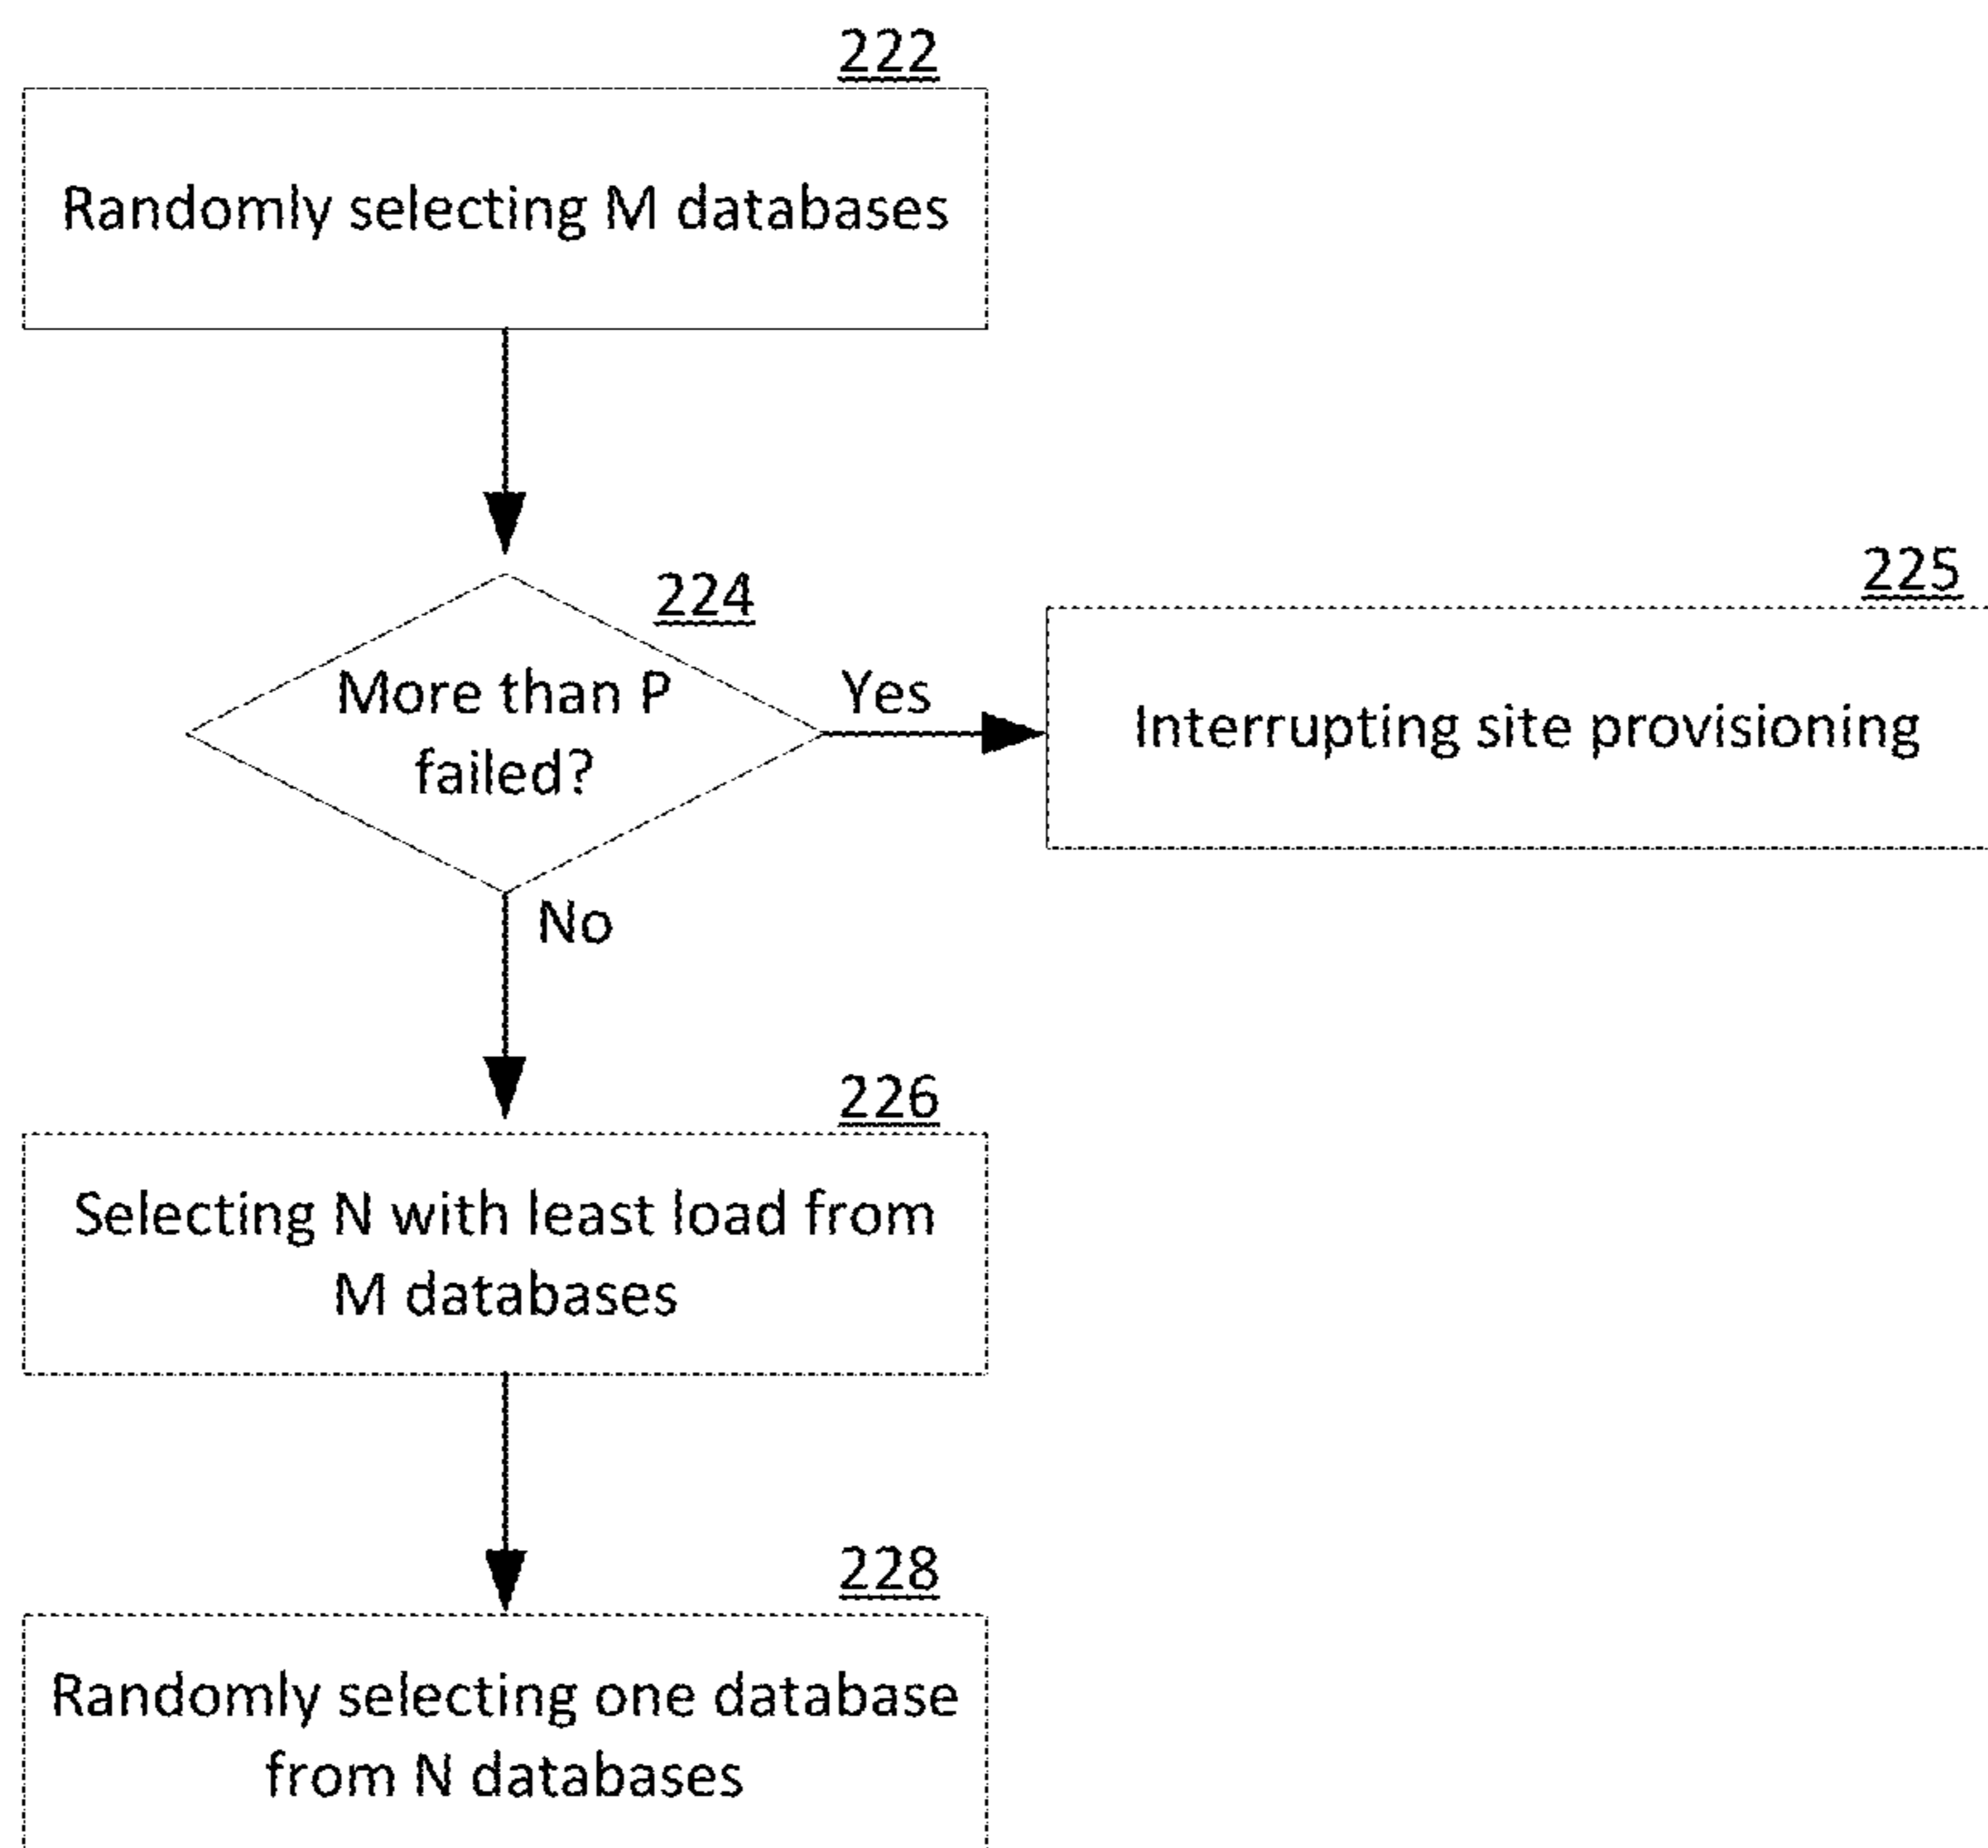 222
Randomly selecting M databases
224
More than P
failed?
Yes
225
Interrupting site provisioning
No
226
Selecting N with least load from
M databases
228
Randomly selecting one database
from N databases